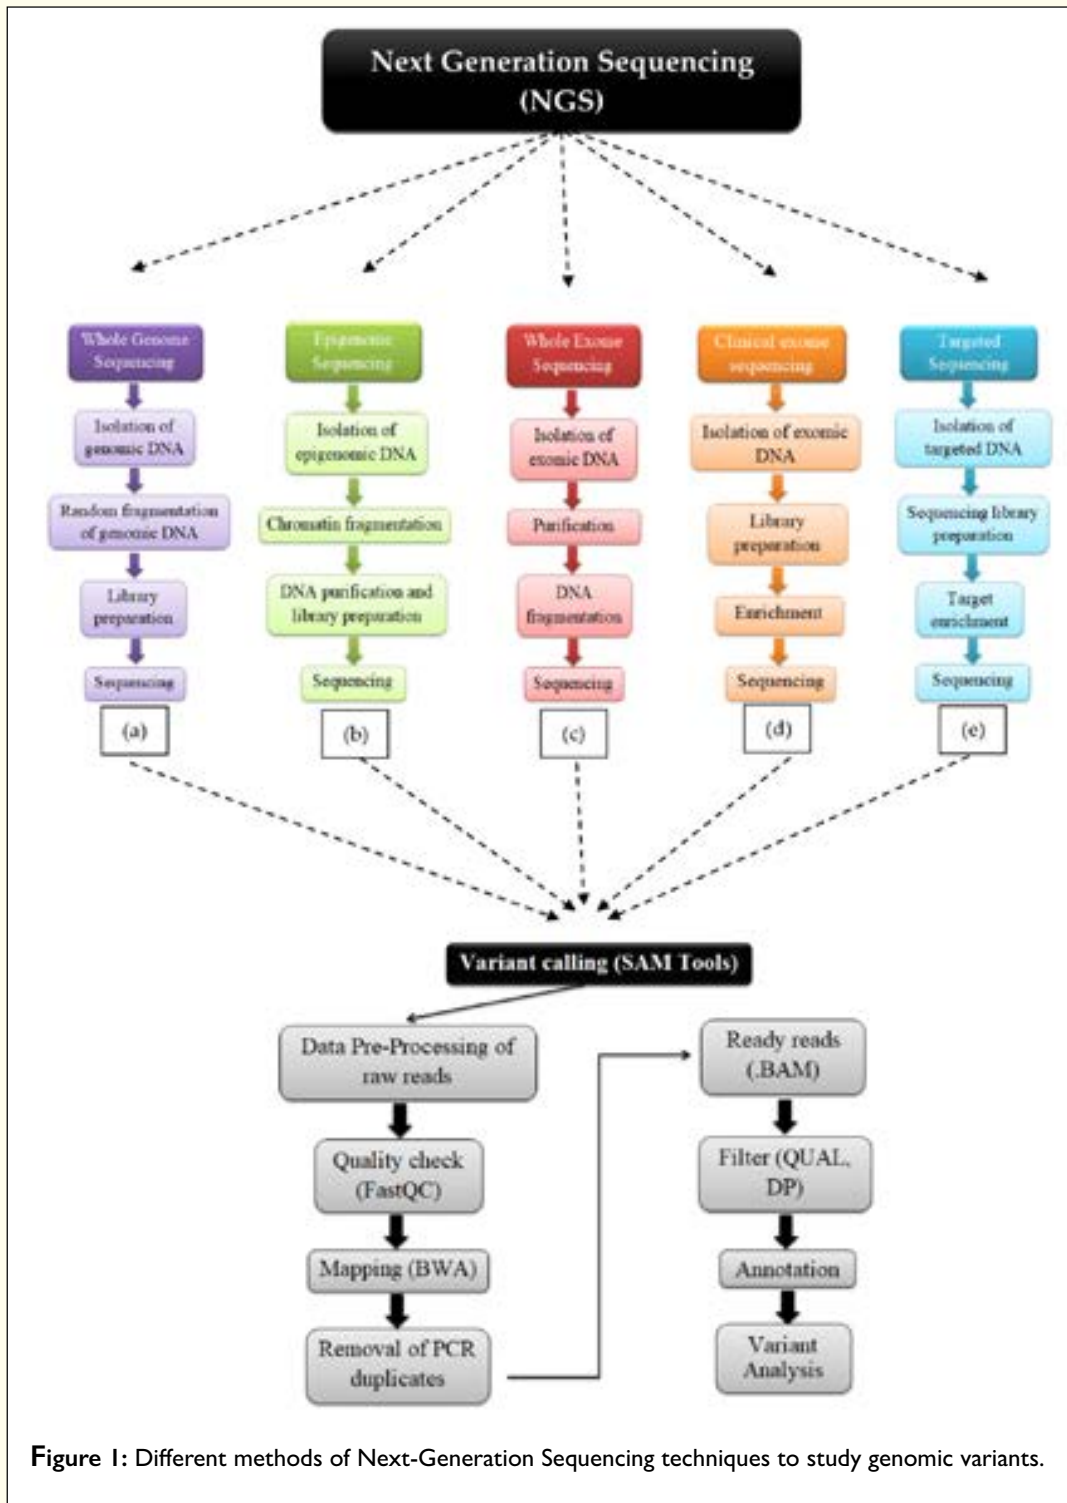 Next Generation Sequencing
(NGS)
Whole Genome
Sequencing
Isolation of
genomic DNA
Random fragmentation
of genomic DNA
Library
preparation
Sequencing
(a)
Epigenome
Sequencing
Isolation of
epigenomic DNA
Chromatin fragmentation
DNA purification and
library preparation
Sequencing
(b)
Whole Exome
Sequencing
Isolation of
exomic DNA
Purification
DNA
fragmentation
Sequencing
(c)
Clinical exome
sequencing
Isolation of exomic
DNA
Library
preparation
Enrichment
Sequencing
(d)
Targeted
Sequencing
Isolation of
targeted DNA
Sequencing library
preparation
Target
enrichment
Sequencing
(e)
Variant calling (SAM Tools)
Data Pre-Processing of
raw reads
Quality check
(FastQC)
Mapping (BWA)
Removal of PCR
duplicates
Ready reads
(.BAM)
Filter (QUAL,
DP)
Annotation
Variant
Analysis
Figure 1: Different methods of Next-Generation Sequencing techniques to study genomic variants.